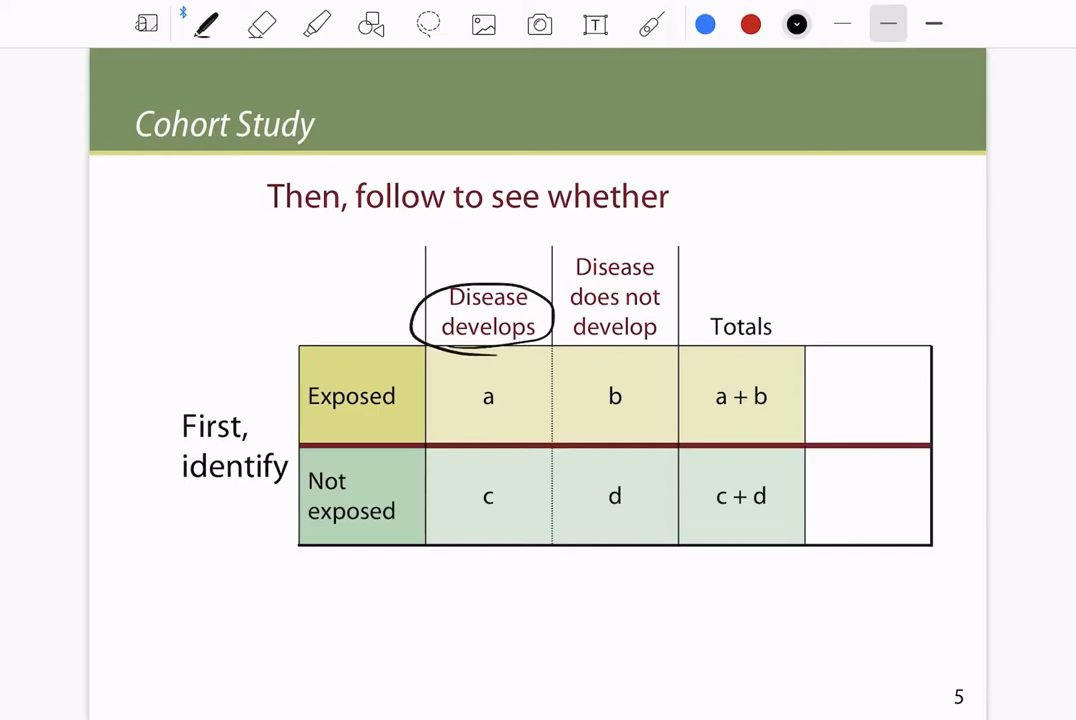 T
Cohort Study
Then, follow to see whether
Disease
develops
Disease
does not
develop
Totals
First,
identify
Exposed
a
b
a + b
Not
exposed
c
d
c + d
5